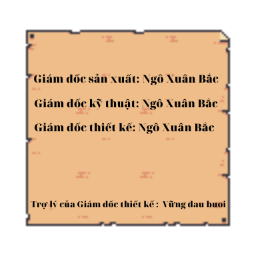 Giám đốc sản xuất: Ngô Xuân Bắc
Giám đốc kỹ thuật: Ngô Xuân Bắc
Giám đốc thiết kế: Ngô Xuân Bắc
Trợ lý của Giám đốc thiết kế : Vững đau buoi